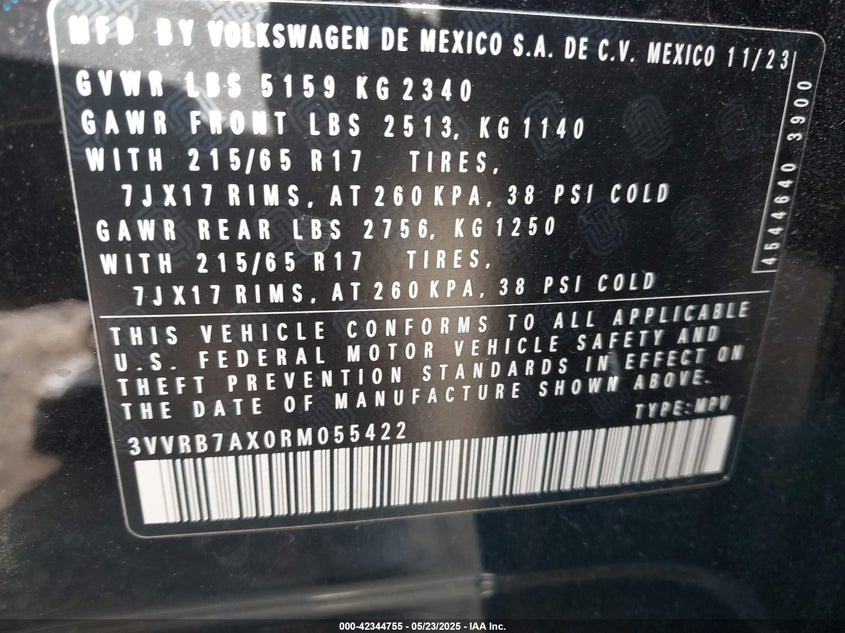 MFD BY VOLKSWAGEN DE MEXICO S.A. DE C.V. MEXICO 11/23
GVWR LBS 5159 KG 2340
GAWR FRONT LBS 2513, KG 1140
WITH 215/65 R17 TIRES,
7JX17 RIMS, AT 260 KPA, 38 PSI COLD
GAWR REAR LBS 2756, KG 1250
WITH 215/65 R17 TIRES,
7JX17 RIMS, AT 260 KPA, 38 PSI COLD
4544640 3900
THIS VEHICLE CONFORMS TO ALL APPLICABLE
U.S. FEDERAL MOTOR VEHICLE SAFETY AND
THEFT PREVENTION STANDARDS IN EFFECT ON
THE DATE OF MANUFACTURE SHOWN ABOVE.
TYPE: MPV
3VVRB7AX0RM055422
000-42344755 - 05/23/2025 - IAA Inc.